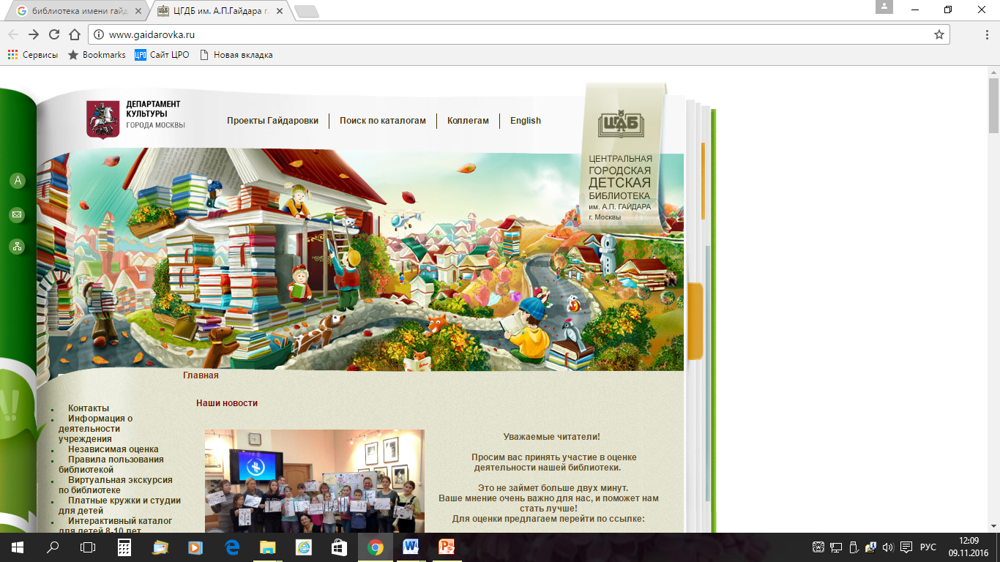 библиотека имени гайд
ЦГДБ им. А.П.Гайдара г.
www.gaidarovka.ru
Сервисы
Bookmarks
ЦРО
Сайт ЦРО
Новая вкладка
ДЕПАРТАМЕНТ
КУЛЬТУРЫ
ГОРОДА МОСКВЫ
Проекты Гайдаровки
Поиск по каталогам
Коллегам
English
ЦГДБ
ЦЕНТРАЛЬНАЯ
ГОРОДСКАЯ
ДЕТСКАЯ
БИБЛИОТЕКА
им. А.П. ГАЙДАРА
г. Москвы
A
!!
Главная
Контакты
Информация о
деятельности
учреждения
Независимая оценка
Правила пользования
библиотекой
Виртуальная экскурсия
по библиотеке
Платные кружки и студии
для детей
Интерактивный каталог
для детей 8-10 лет
Наши новости
Уважаемые читатели!
Просим вас принять участие в оценке
деятельности нашей библиотеки.
Это не займет больше двух минут.
Ваше мнение очень важно для нас, и поможет нам
стать лучше!
Для оценки предлагаем перейти по ссылке:
РУС
12:09
09.11.2016